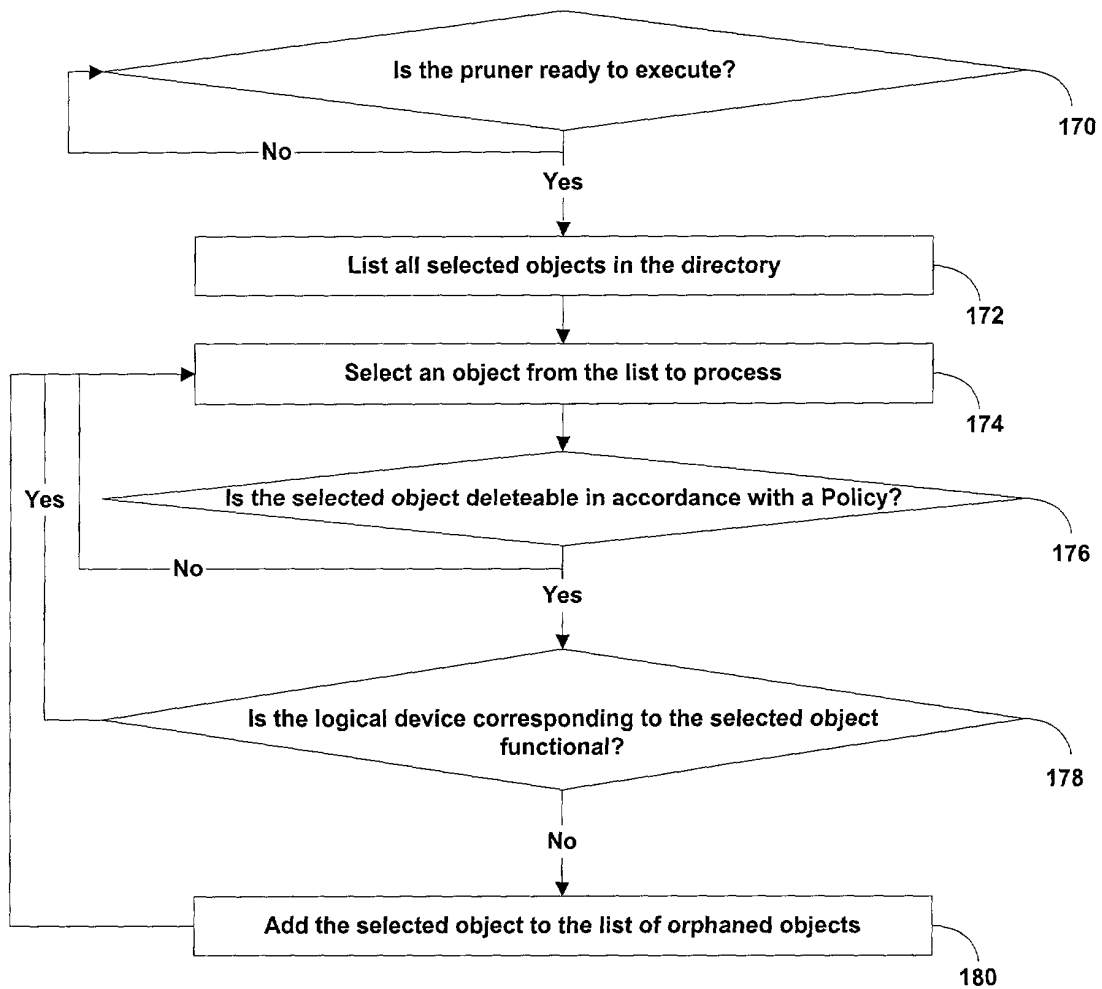 Is the pruner ready to execute?
170
No
Yes
List all selected objects in the directory
172
Select an object from the list to process
174
Is the selected object deleteable in accordance with a Policy?
Yes
176
No
Yes
Is the logical device corresponding to the selected object
functional?
178
No
Add the selected object to the list of orphaned objects
180